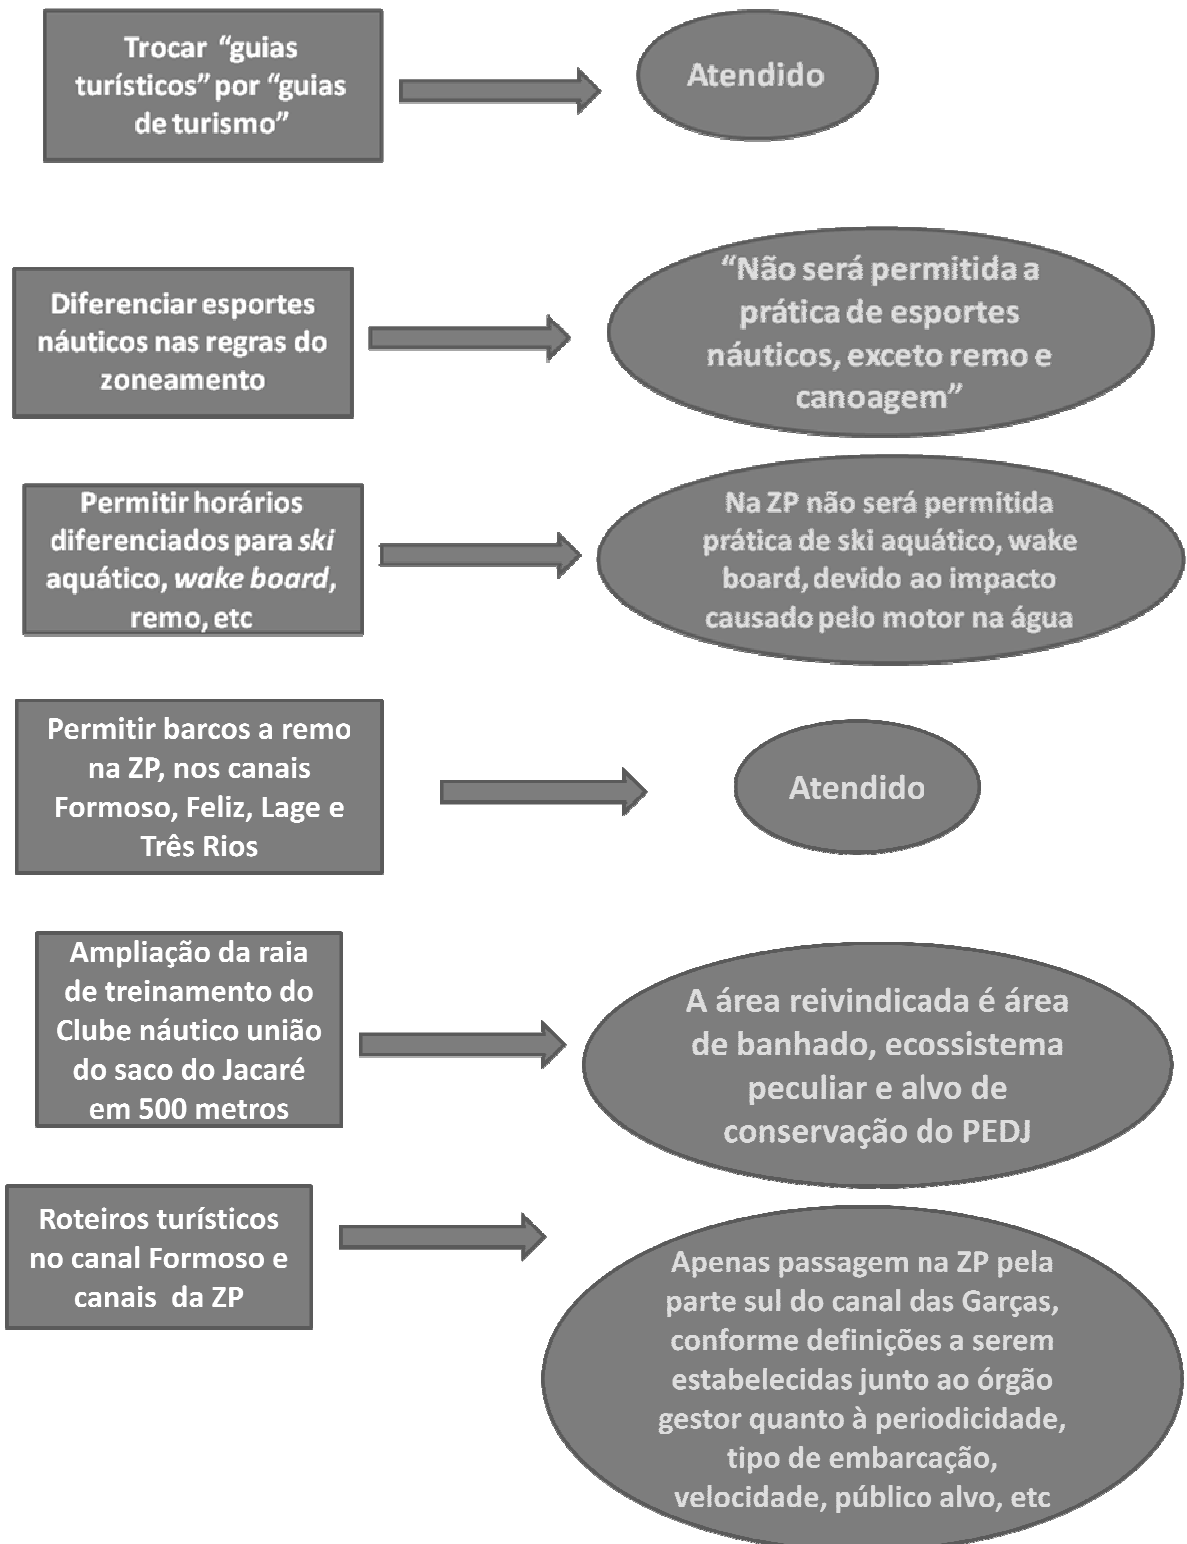 Trocar “guias
turísticos” por “guias
de turismo”
Atendido
Diferenciar esportes
náuticos nas regras do
zoneamento
“Não será permitida a
prática de esportes
náuticos, exceto remo e
canoagem”
Permitir horários
diferenciados para ski
aquático, wake board,
remo, etc
Na ZP não será permitida
prática de ski aquático, wake
board, devido ao impacto
causado pelo motor na água
Permitir barcos a remo
na ZP, nos canais
Formoso, Feliz, Lage e
Três Rios
Atendido
Ampliação da raia
de treinamento do
Clube náutico união
do saco do Jacaré
em 500 metros
A área reivindicada é área
de banhado, ecossistema
peculiar e alvo de
conservação do PEDJ
Roteiros turísticos
no canal Formoso e
canais da ZP
Apenas passagem na ZP pela
parte sul do canal das Garças,
conforme definições a serem
estabelecidas junto ao órgão
gestor quanto à periodicidade,
tipo de embarcação,
velocidade, público alvo, etc